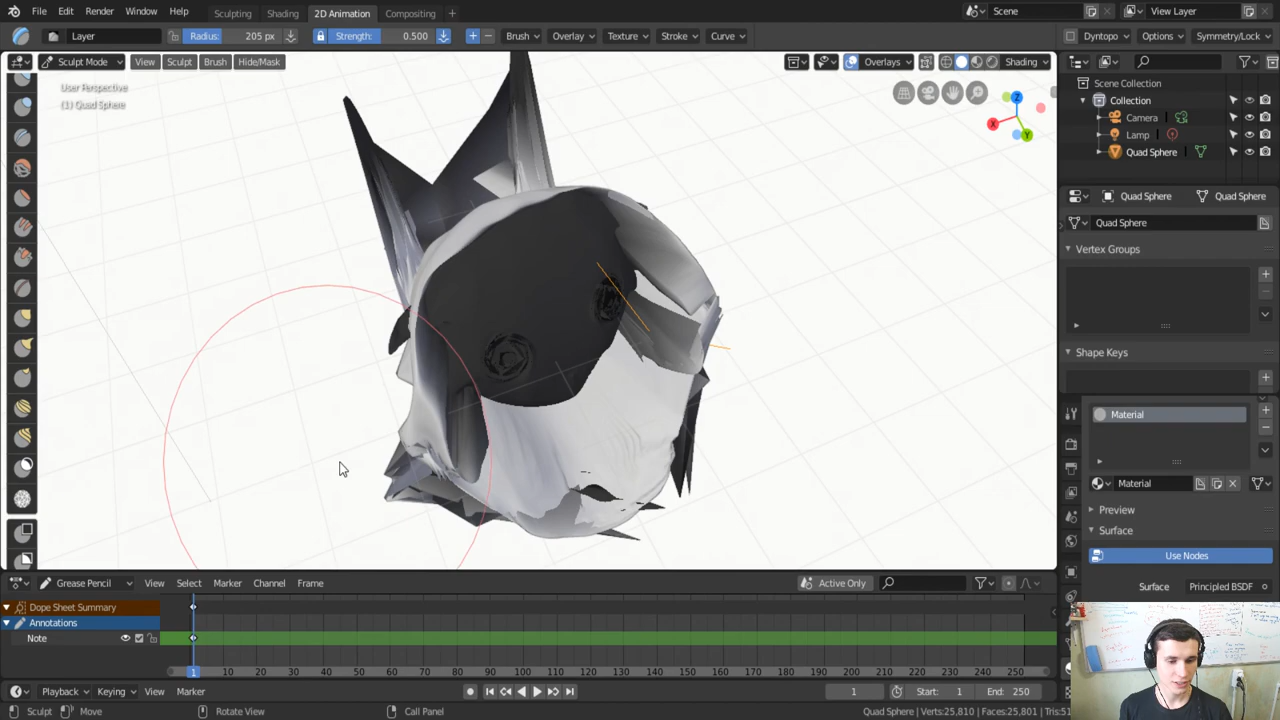 File Edit Render Window Help Sculpting Shading 2D Animation Compositing + Scene View Layer
Layer Radius: 205 px Strength: 0.500 + − Brush Overlay Texture Stroke Curve Dyntopo Options Symmetry/Lock
Sculpt Mode View Sculpt Brush Hide/Mask Overlays Shading
User Perspective
(1) Quad Sphere
Z
X
Y
Scene Collection
Collection
Camera
Lamp
Quad Sphere
Quad Sphere Quad Sphere
Quad Sphere
Vertex Groups
Shape Keys
Material
Material
Preview
Surface
Use Nodes
Surface Principled BSDF
Grease Pencil View Select Marker Channel Frame Active Only
Dope Sheet Summary
Annotations
Note
1 10 20 30 40 50 60 70 80 90 100 110 120 130 140 150 160 170 180 190 200 210 220 230 240 250
Playback Keying View Marker 1 Start: 1 End: 250
Sculpt Move Rotate View Call Panel Quad Sphere | Verts:25,810 | Faces:25,801 | Tris:51